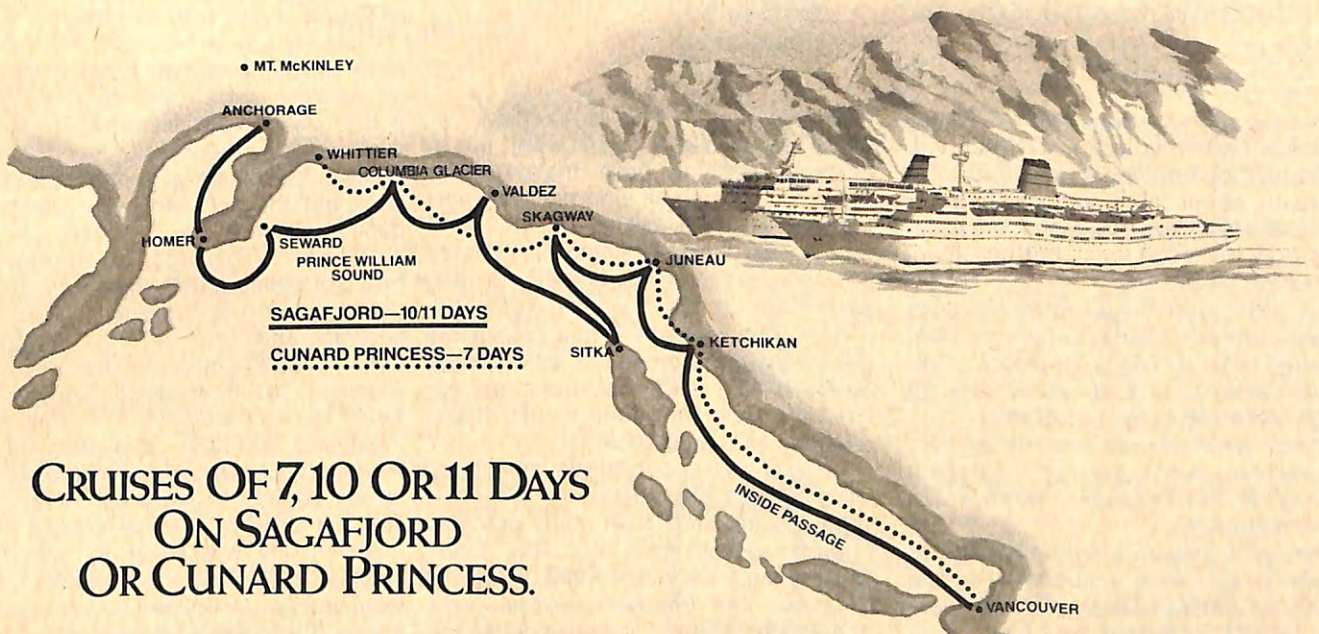 MT. McKINLEY
ANCHORAGE
WHITTIER
COLUMBIA GLACIER
VALDEZ
SKAGWAY
HOMER
SEWARD
JUNEAU
PRINCE WILLIAM
SOUND
SAGAFJORD—10/11 DAYS
CUNARD PRINCESS—7 DAYS
SITKA
KETCHIKAN
INSIDE PASSAGE
VANCOUVER
CRUISES OF 7, 10 OR 11 DAYS
ON SAGAFJORD
OR CUNARD PRINCESS.